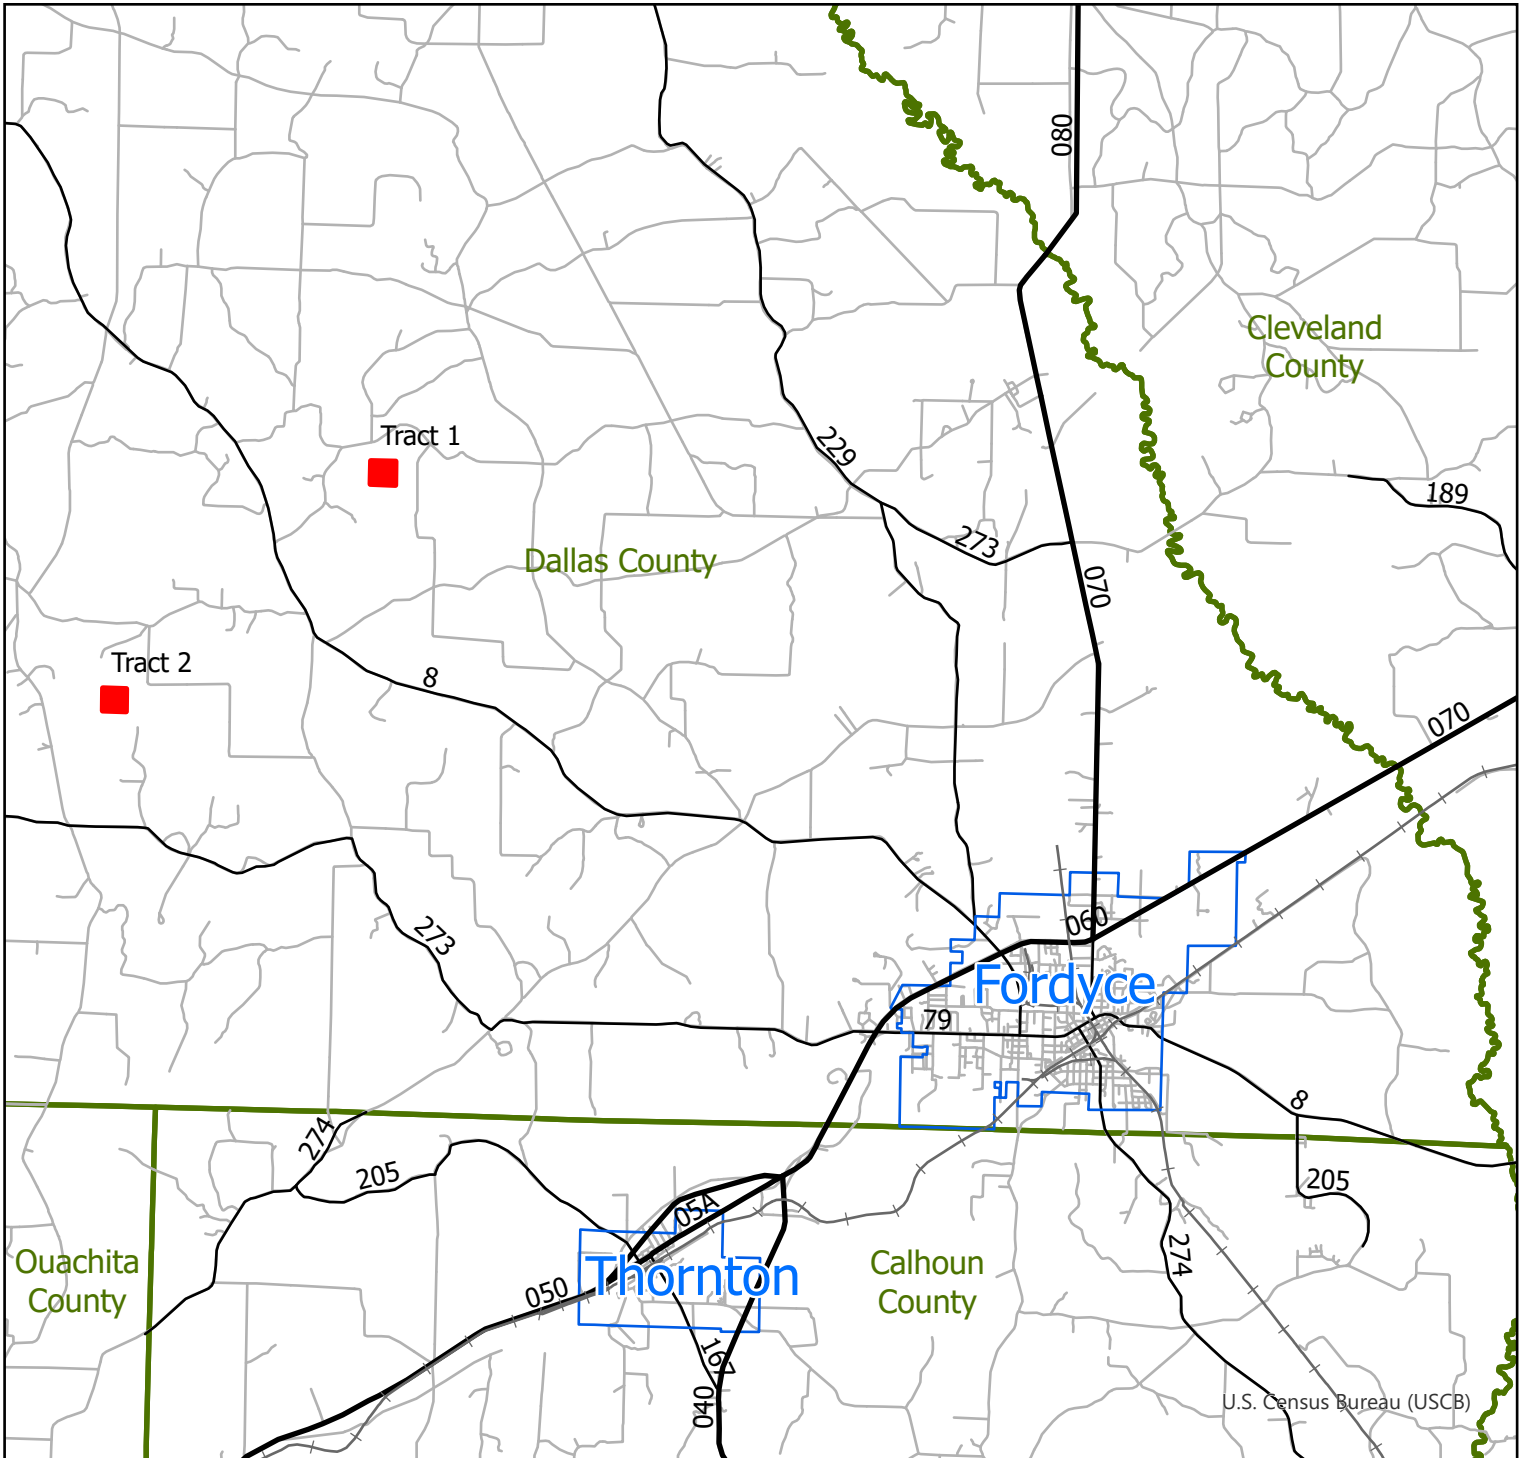 080
Cleveland
County
Tract 1
229
189
273
Dallas County
070
Tract 2
8
070
060
273
Fordyce
79
8
274
205
205
05A
Ouachita
County
Thornton
Calhoun
County
274
050
167
040
U.S. Census Bureau (USCB)